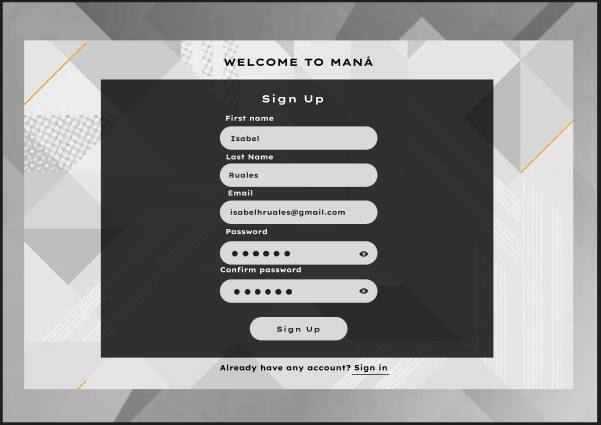 WELCOME TO MANÁ
Sign Up
First name
Isabel
Last Name
Ruales
Email
isabelhruales@gmail.com
Password
Confirm password
Sign Up
Already have any account? Sign in